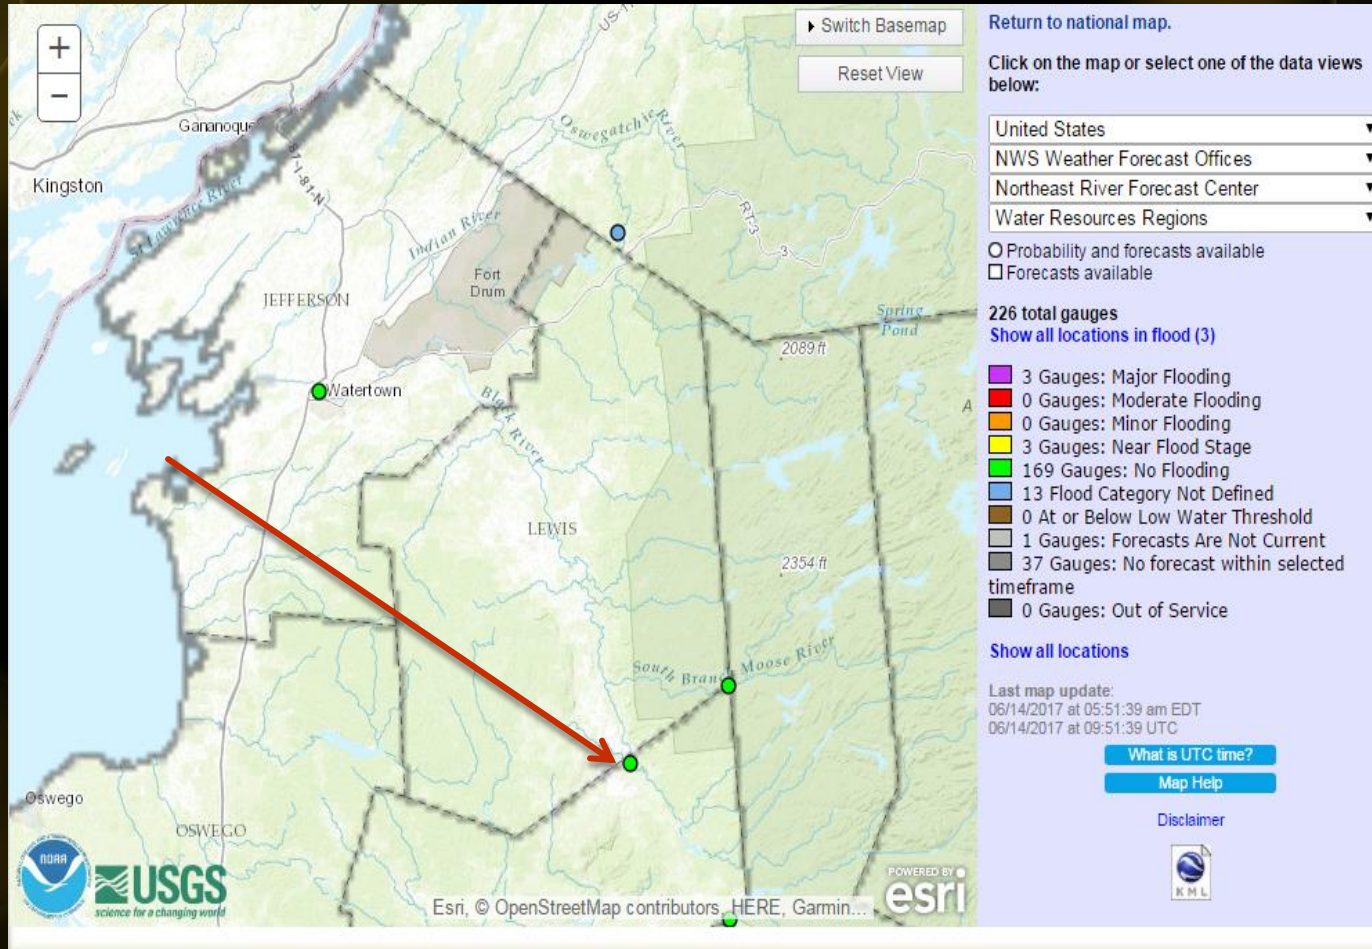 +
−
Switch Basemap
Reset View
US-1
Gananoque
87-I-81-N
Kingston
St Lawrence River
Oswegatchie River
Indian River
RT-3
3
Fort
Drum
JEFFERSON
Spring
Pond
2089 ft
Watertown
Black River
A
LEWIS
2354 ft
South Branch Moose River
Oswego
OSWEGO
NOAA
USGS
science for a changing world
POWERED BY
esri
Esri, © OpenStreetMap contributors, HERE, Garmin...
Return to national map.
Click on the map or select one of the data views
below:
United States
NWS Weather Forecast Offices
Northeast River Forecast Center
Water Resources Regions
Probability and forecasts available
Forecasts available
226 total gauges
Show all locations in flood (3)
3 Gauges: Major Flooding
0 Gauges: Moderate Flooding
0 Gauges: Minor Flooding
3 Gauges: Near Flood Stage
169 Gauges: No Flooding
13 Flood Category Not Defined
0 At or Below Low Water Threshold
1 Gauges: Forecasts Are Not Current
37 Gauges: No forecast within selected
timeframe
0 Gauges: Out of Service
Show all locations
Last map update:
06/14/2017 at 05:51:39 am EDT
06/14/2017 at 09:51:39 UTC
What is UTC time?
Map Help
Disclaimer
KML